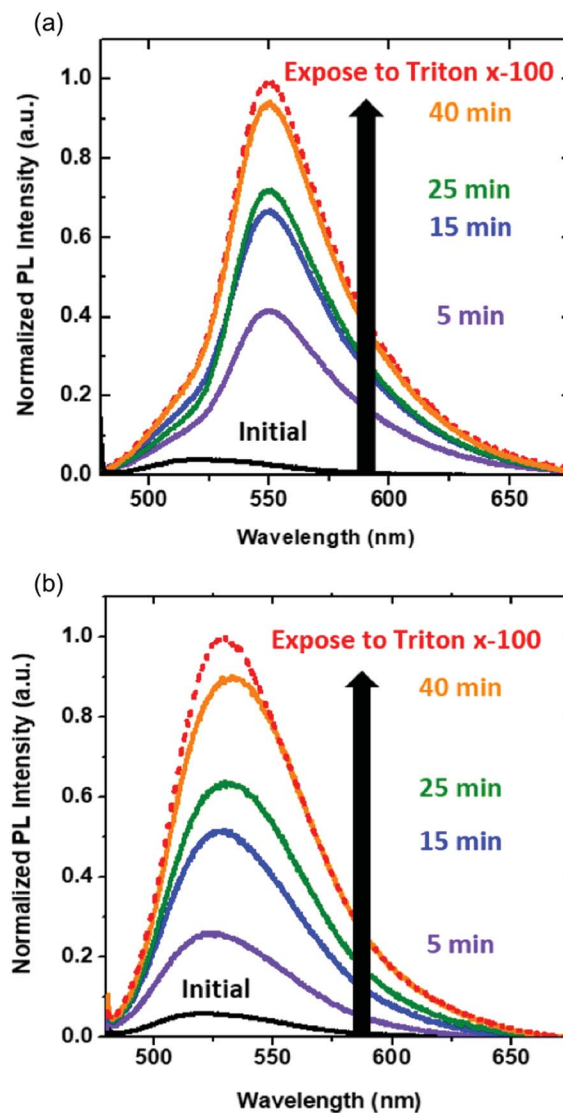 (a)
Expose to Triton x-100
40 min
25 min
15 min
5 min
Initial
1.0
0.8
0.6
0.4
0.2
0.0
Normalized PL Intensity (a.u.)
500
550
600
650
Wavelength (nm)
(b)
Expose to Triton x-100
40 min
25 min
15 min
5 min
Initial
1.0
0.8
0.6
0.4
0.2
0.0
Normalized PL Intensity (a.u.)
500
550
600
650
Wavelength (nm)